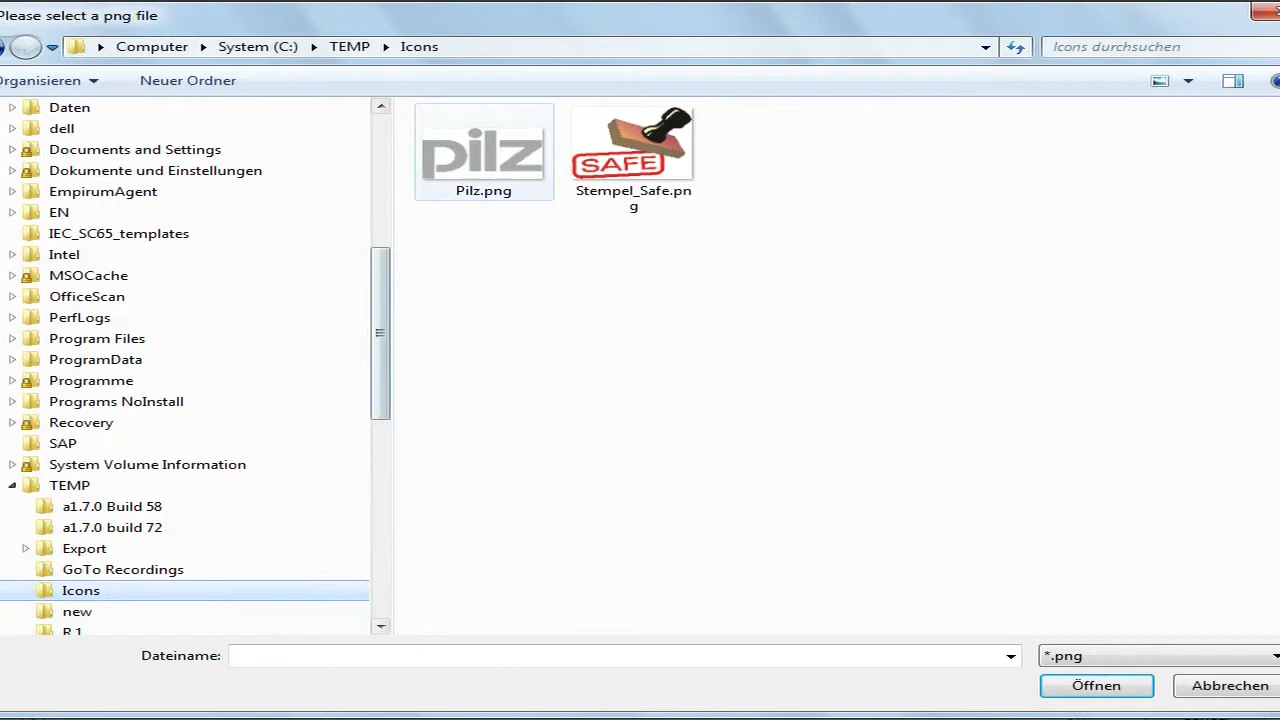 Please select a png file
Computer
System (C:)
TEMP
Icons
Icons durchsuchen
Organisieren
Neuer Ordner
Daten
dell
Documents and Settings
Dokumente und Einstellungen
EmpirumAgent
EN
IEC_SC65_templates
Intel
MSOCache
OfficeScan
PerfLogs
Program Files
ProgramData
Programme
Programs NoInstall
Recovery
SAP
System Volume Information
TEMP
a1.7.0 Build 58
a1.7.0 build 72
Export
GoTo Recordings
Icons
new
R1
pilz
Pilz.png
SAFE
Stempel_Safe.pn
g
Dateiname:
*.png
Öffnen
Abbrechen